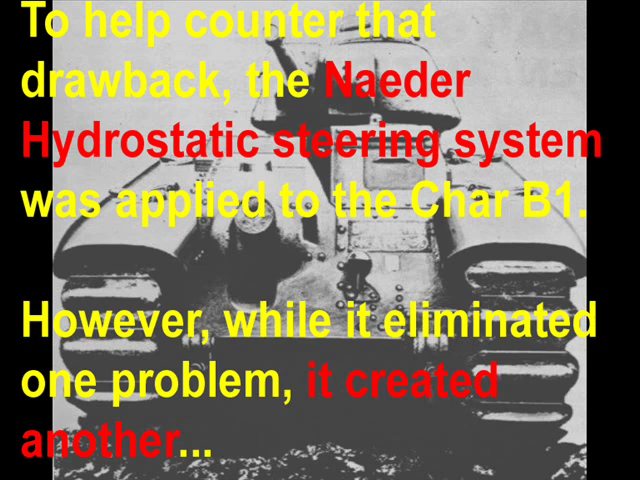 To help counter that
drawback, the Naeder
Hydrostatic steering system
was applied to the Char B1.
However, while it eliminated
one problem, it created
another...